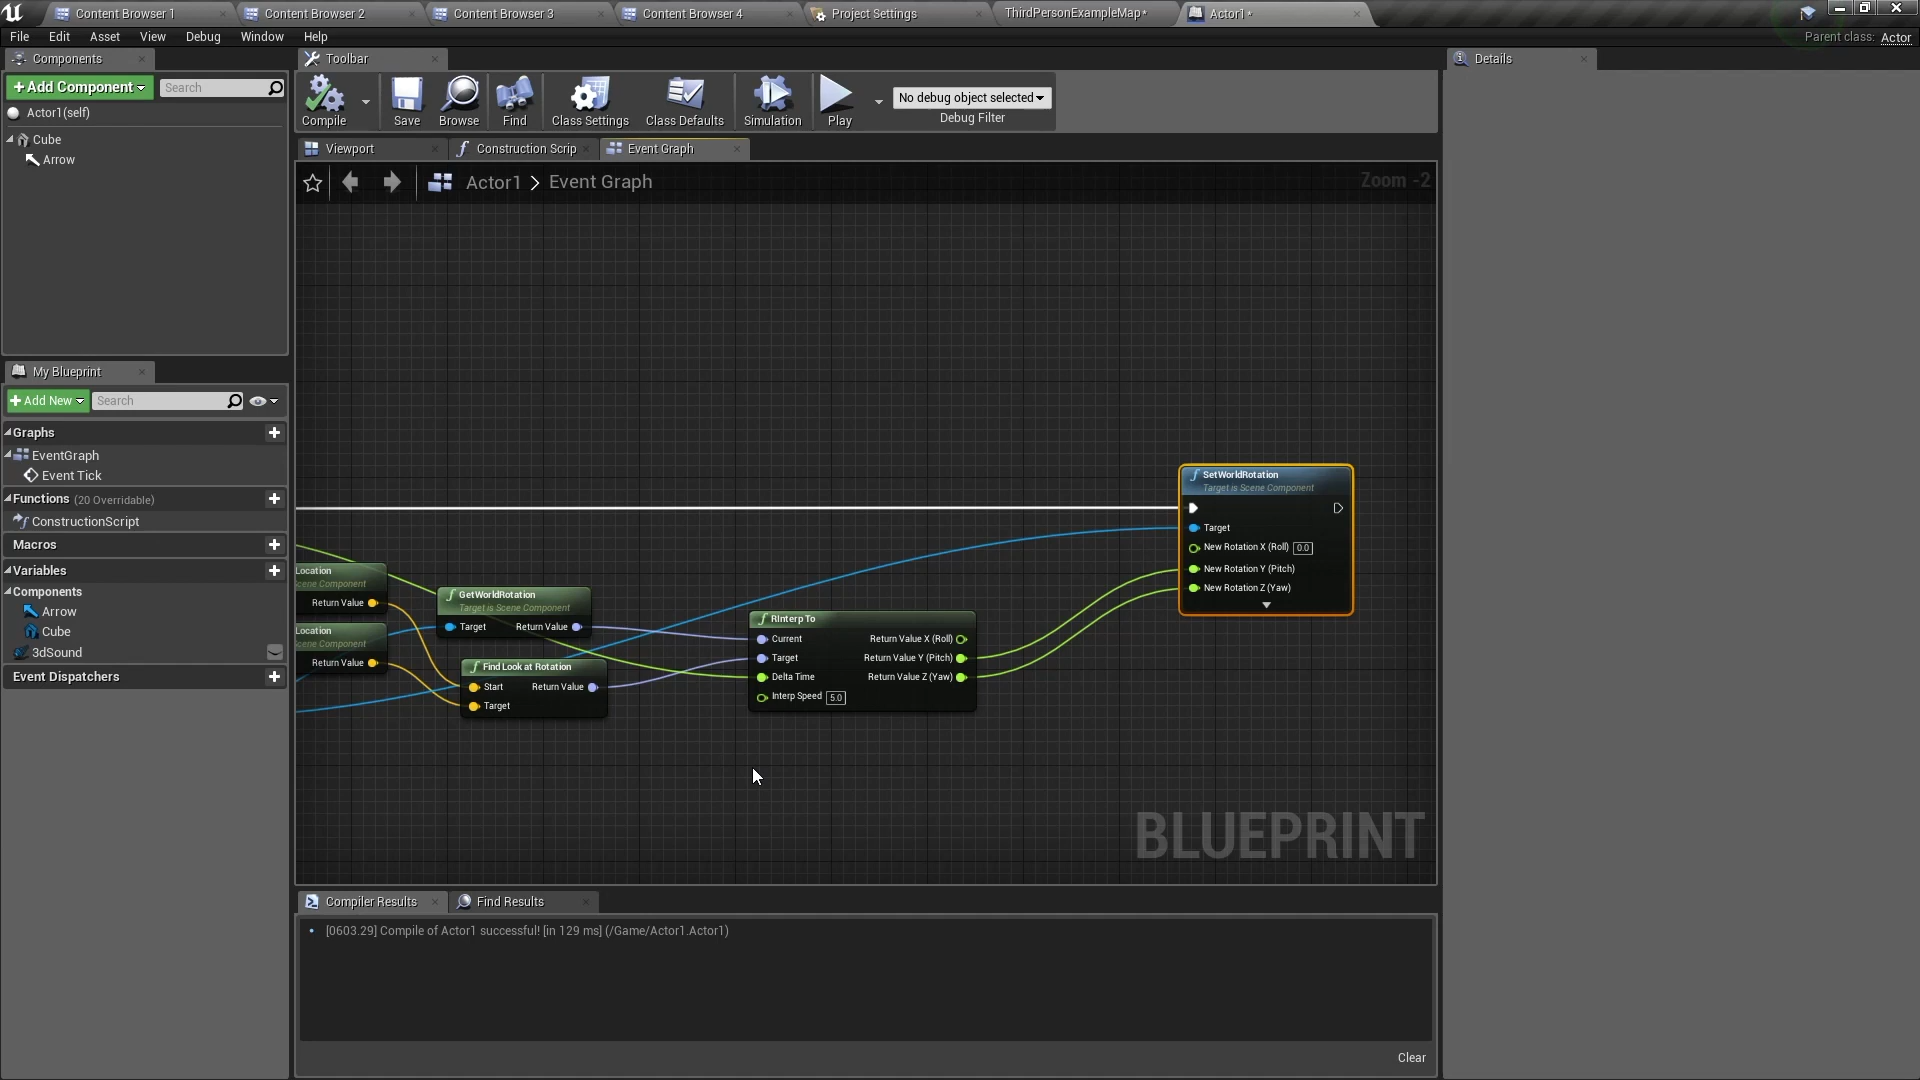 Content Browser 1
Content Browser 2
Content Browser 3
Content Browser 4
Project Settings
ThirdPersonExampleMap*
Actor1*
File Edit Asset View Debug Window Help
Parent class: Actor
Components
Toolbar
Details
+Add Component
Search
Compile
Save
Browse
Find
Class Settings
Class Defaults
Simulation
Play
No debug object selected
Debug Filter
Actor1(self)
Cube
Arrow
Viewport
Construction Scrip
Event Graph
Actor1 > Event Graph
Zoom -2
My Blueprint
+Add New
Search
Graphs
EventGraph
Event Tick
Functions (20 Overridable)
ConstructionScript
Macros
Variables
Components
Arrow
Cube
3dSound
Event Dispatchers
Location
Scene Component
Return Value
Location
Scene Component
Return Value
GetWorldRotation
Target is Scene Component
Target
Return Value
Find Look at Rotation
Start
Return Value
Target
RInterp To
Current
Return Value X (Roll)
Target
Return Value Y (Pitch)
Delta Time
Return Value Z (Yaw)
Interp Speed 5.0
SetWorldRotation
Target is Scene Component
Target
New Rotation X (Roll) 0.0
New Rotation Y (Pitch)
New Rotation Z (Yaw)
BLUEPRINT
Compiler Results
Find Results
[0603.29] Compile of Actor1 successful! [in 129 ms] (/Game/Actor1.Actor1)
Clear